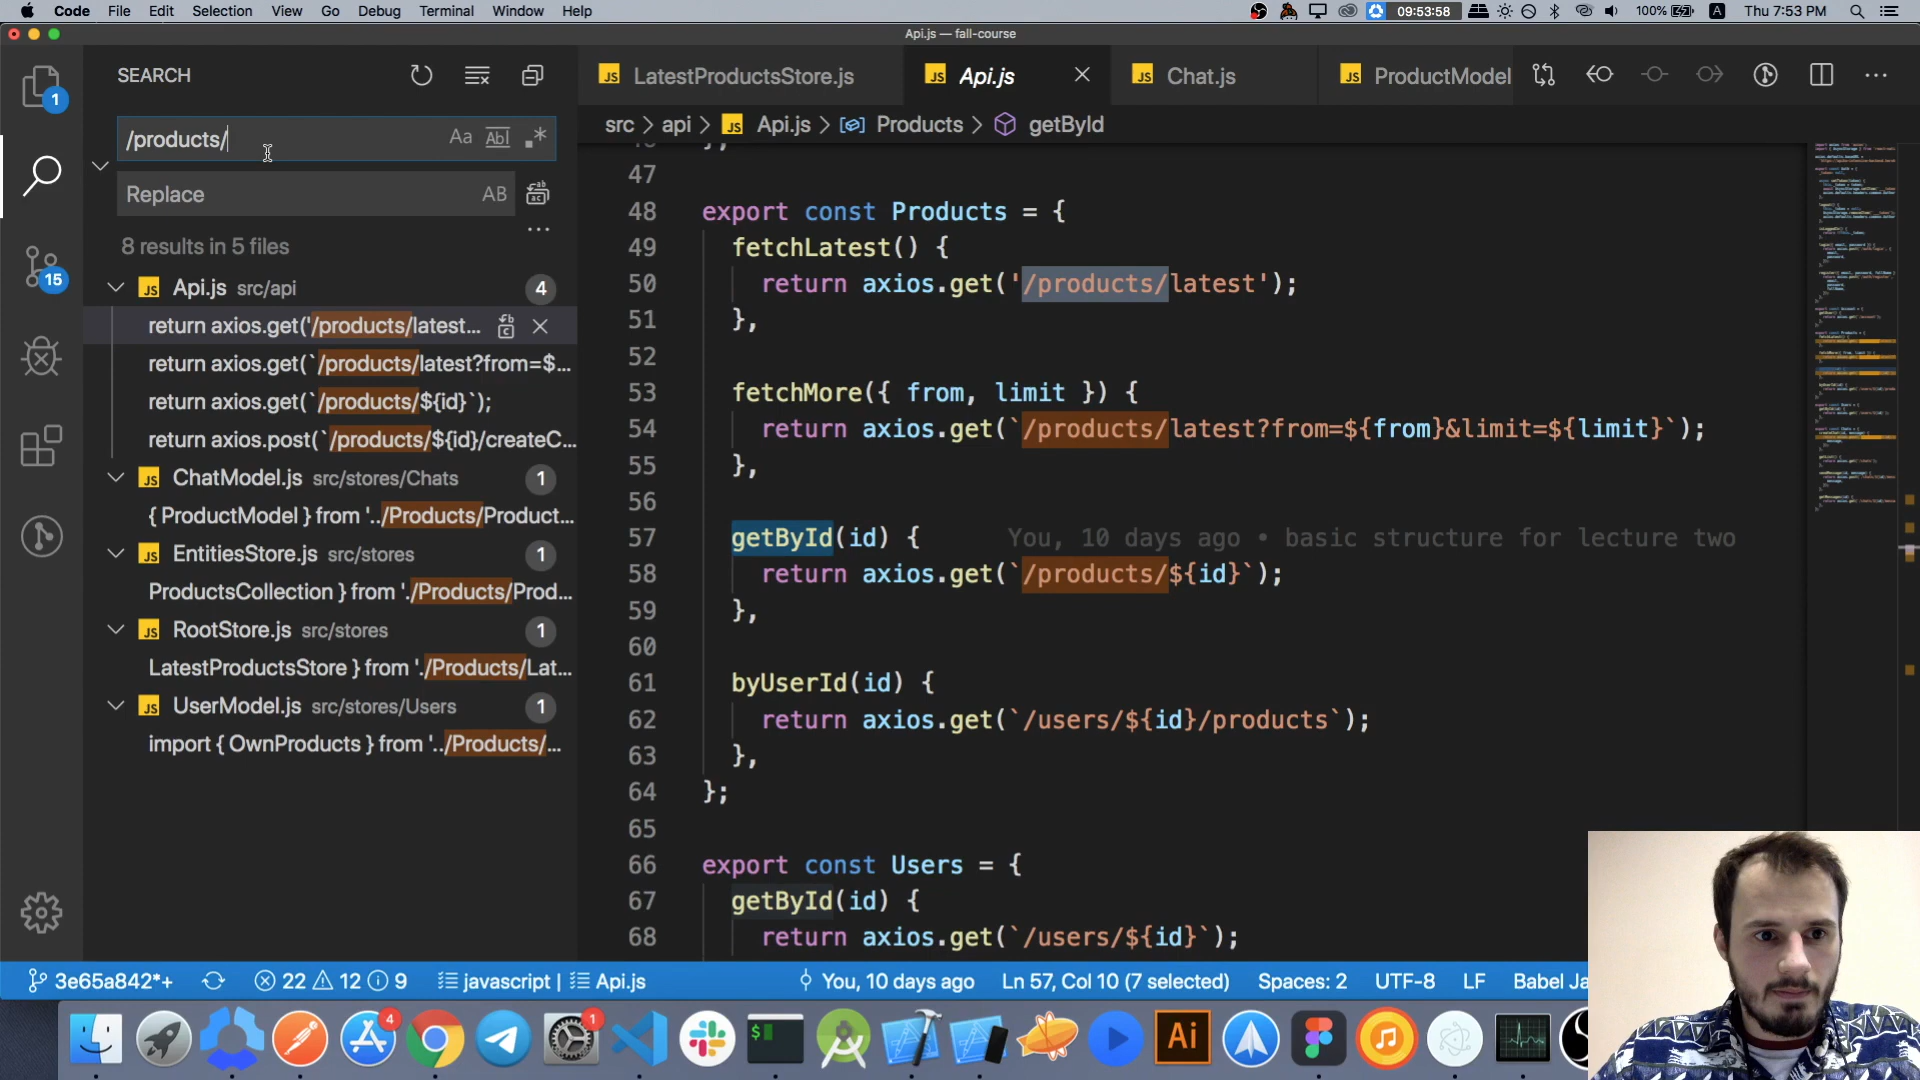 Code File Edit Selection View Go Debug Terminal Window Help 09:53:58 100% A Thu 7:53 PM
Api.js — fall-course
SEARCH
LatestProductsStore.js Api.js Chat.js ProductModel
1
/products/ Aa Abl
src > api > JS Api.js > Products > getById
Replace AB
8 results in 5 files
Api.js src/api 4
return axios.get('/products/latest...
return axios.get(`/products/latest?from=$...
return axios.get(`/products/${id}`);
return axios.post(`/products/${id}/createC...
ChatModel.js src/stores/Chats 1
{ ProductModel } from '../Products/Product...
EntitiesStore.js src/stores 1
ProductsCollection } from './Products/Prod...
RootStore.js src/stores 1
LatestProductsStore } from './Products/Lat...
UserModel.js src/stores/Users 1
import { OwnProducts } from '../Products/...
15
47
48 export const Products = {
49 fetchLatest() {
50 return axios.get('/products/latest');
51 },
52
53 fetchMore({ from, limit }) {
54 return axios.get(`/products/latest?from=${from}&limit=${limit}`);
55 },
56
57 getById(id) { You, 10 days ago • basic structure for lecture two
58 return axios.get(`/products/${id}`);
59 },
60
61 byUserId(id) {
62 return axios.get(`/users/${id}/products`);
63 },
64 };
65
66 export const Users = {
67 getById(id) {
68 return axios.get(`/users/${id}`);
3e65a842*+ 22 12 9 javascript | Api.js You, 10 days ago Ln 57, Col 10 (7 selected) Spaces: 2 UTF-8 LF Babel Ja
4 1 $ Ai